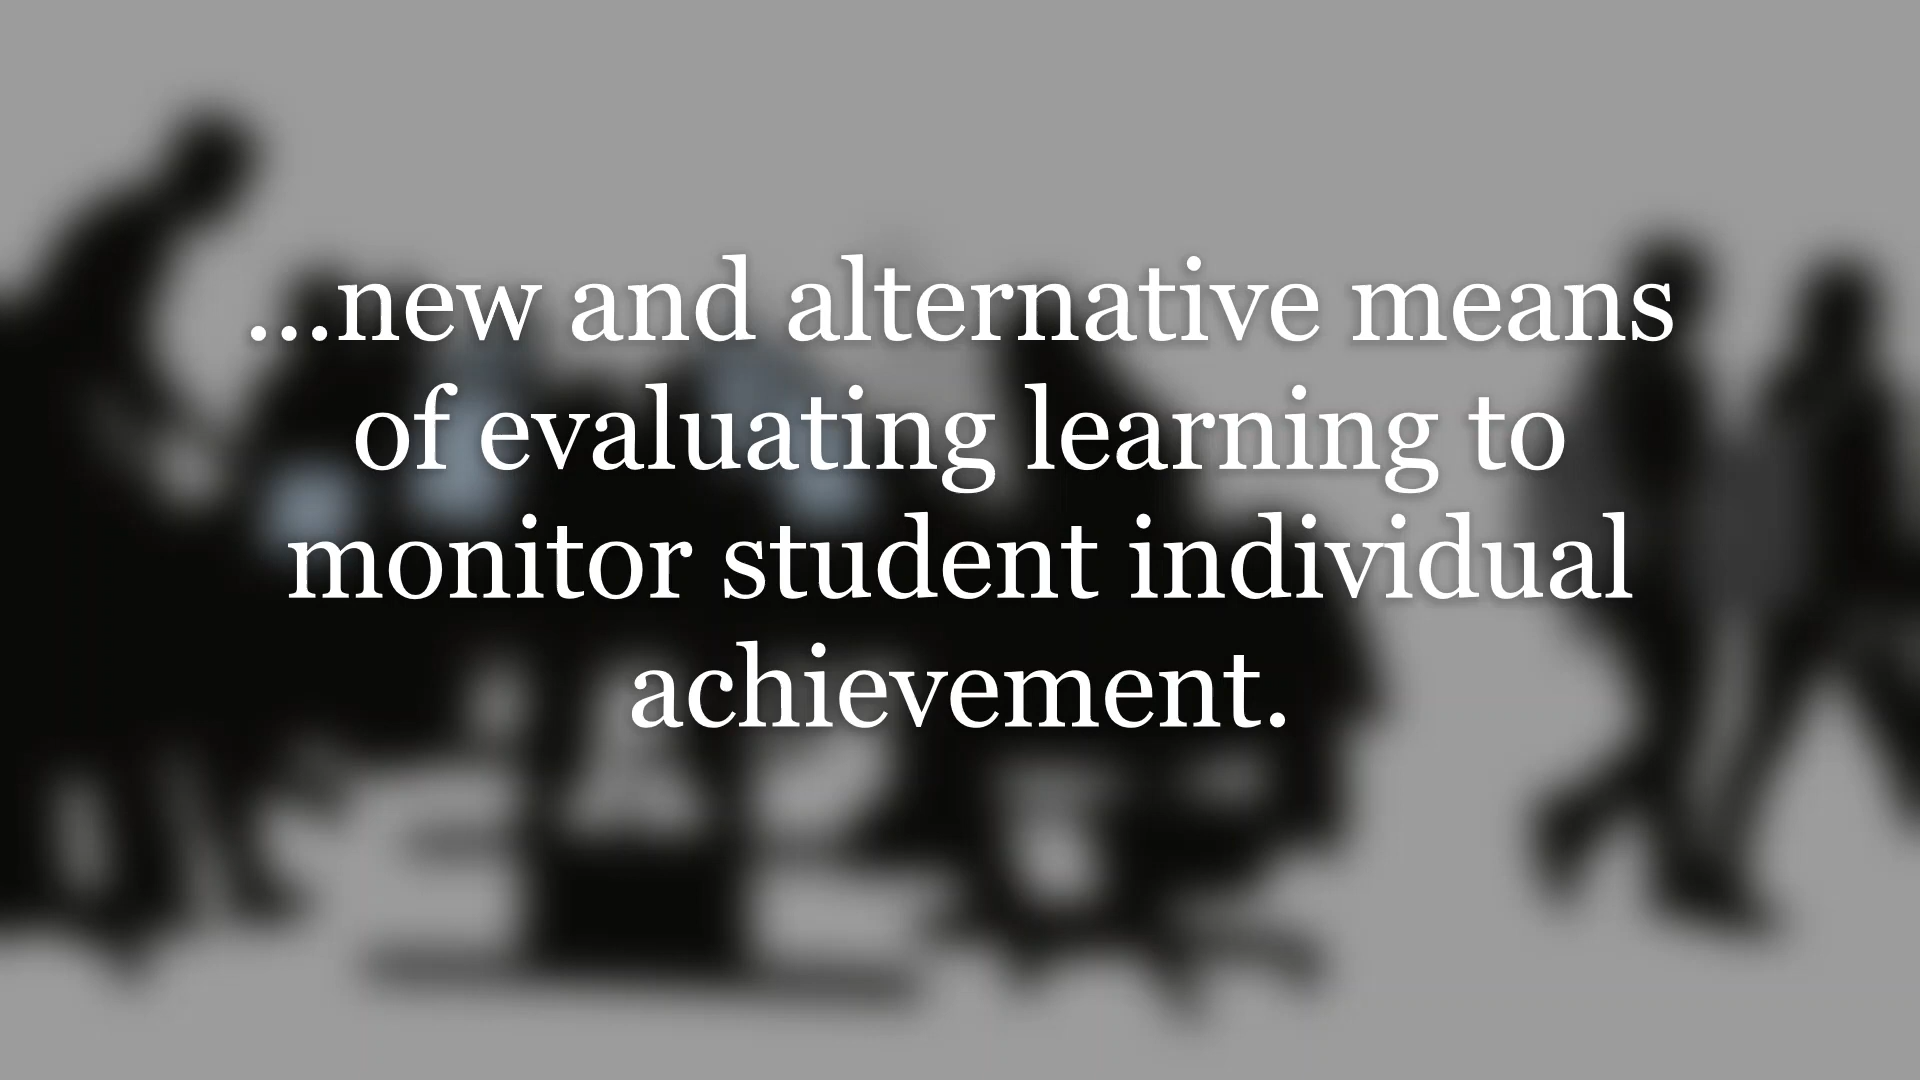 ...new and alternative means
of evaluating learning to
monitor student individual
achievement.